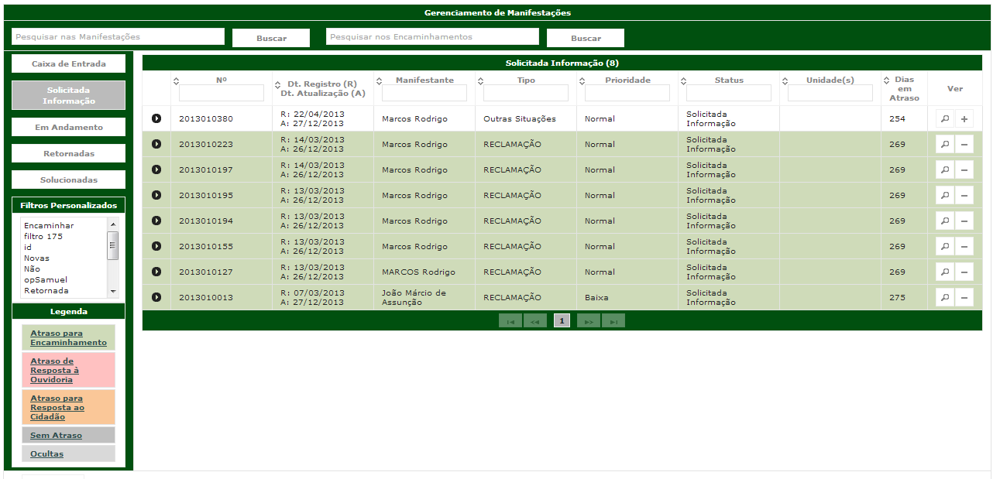 Gerenciamento de Manifestações
Pesquisar nas Manifestações
Buscar
Pesquisar nos Encaminhamentos
Buscar
Caixa de Entrada
Solicitada
Informação
Em Andamento
Retornadas
Solucionadas
Filtros Personalizados
Encaminhar
filtro 175
id
Novas
Não
opSamuel
Retornada
Legenda
Atraso para
Encaminhamento
Atraso de
Resposta à
Ouvidoria
Atraso para
Resposta ao
Cidadão
Sem Atraso
Ocultas
Solicitada Informação (8)
Nº
Dt. Registro (R)
Dt. Atualização (A)
Manifestante
Tipo
Prioridade
Status
Unidade(s)
Dias
em
Atraso
Ver
2013010380
R: 22/04/2013
A: 27/12/2013
Marcos Rodrigo
Outras Situações
Normal
Solicitada
Informação
254
2013010223
R: 14/03/2013
A: 26/12/2013
Marcos Rodrigo
RECLAMAÇÃO
Normal
Solicitada
Informação
269
2013010197
R: 14/03/2013
A: 26/12/2013
Marcos Rodrigo
RECLAMAÇÃO
Normal
Solicitada
Informação
269
2013010195
R: 13/03/2013
A: 26/12/2013
Marcos Rodrigo
RECLAMAÇÃO
Normal
Solicitada
Informação
269
2013010194
R: 13/03/2013
A: 26/12/2013
Marcos Rodrigo
RECLAMAÇÃO
Normal
Solicitada
Informação
269
2013010155
R: 13/03/2013
A: 26/12/2013
Marcos Rodrigo
RECLAMAÇÃO
Normal
Solicitada
Informação
269
2013010127
R: 13/03/2013
A: 26/12/2013
MARCOS Rodrigo
RECLAMAÇÃO
Normal
Solicitada
Informação
269
2013010013
R: 07/03/2013
A: 27/12/2013
João Márcio de
Assunção
RECLAMAÇÃO
Baixa
Solicitada
Informação
275
1